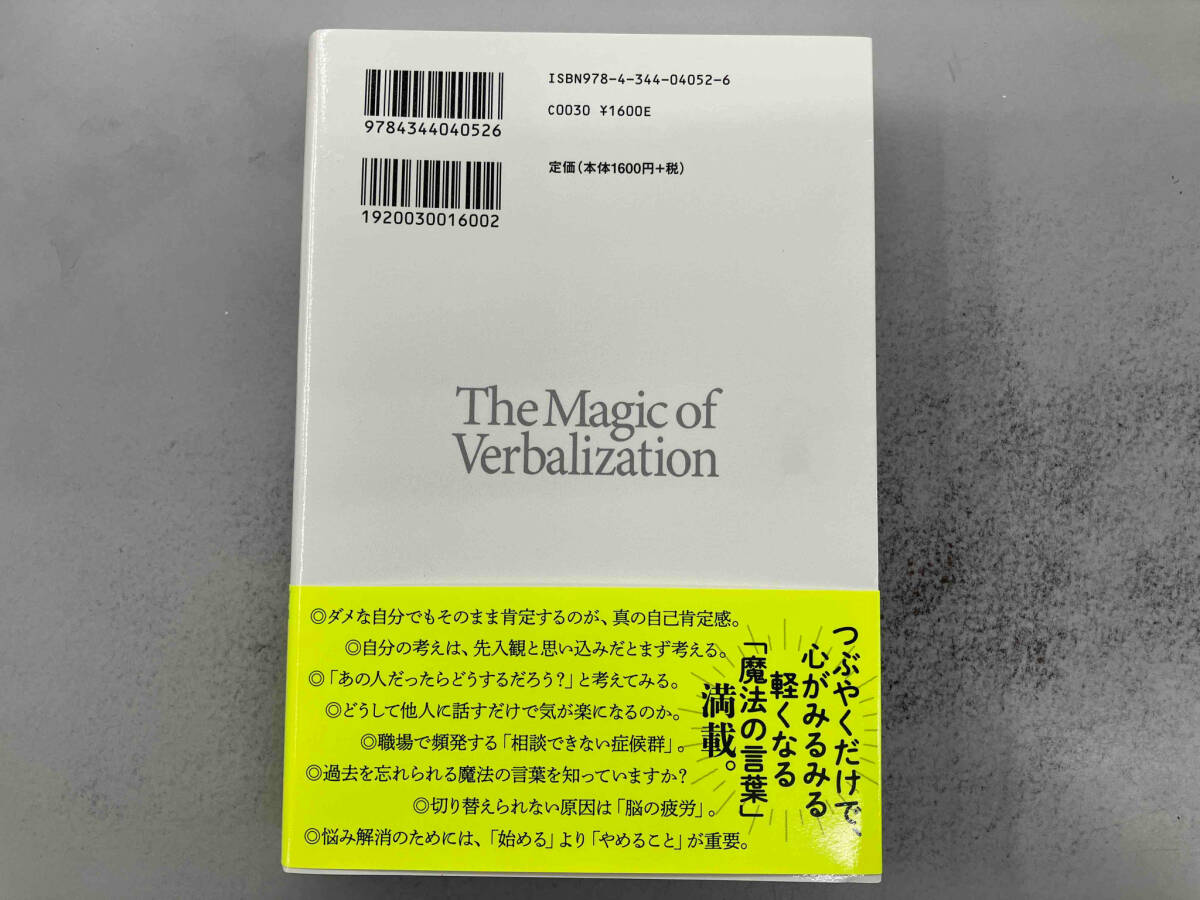 ISBN978-4-344-04052-6
C0030 ¥1600E
9784344040526
定価(本体1600円+税)
1920030016002
The Magic of
Verbalization
つぶやくだけで、
心がみるみる
軽くなる
「魔法の言葉」
満載。
◎ダメな自分でもそのまま肯定するのが、真の自己肯定感。
◎自分の考えは、先入観と思い込みだとまず考える。
◎「あの人だったらどうするだろう?」と考えてみる。
◎どうして他人に話すだけで気が楽になるのか。
◎職場で頻発する「相談できない症候群」。
◎過去を忘れられる魔法の言葉を知っていますか?
◎切り替えられない原因は「脳の疲労」。
◎悩み解消のためには、「始める」より「やめること」が重要。